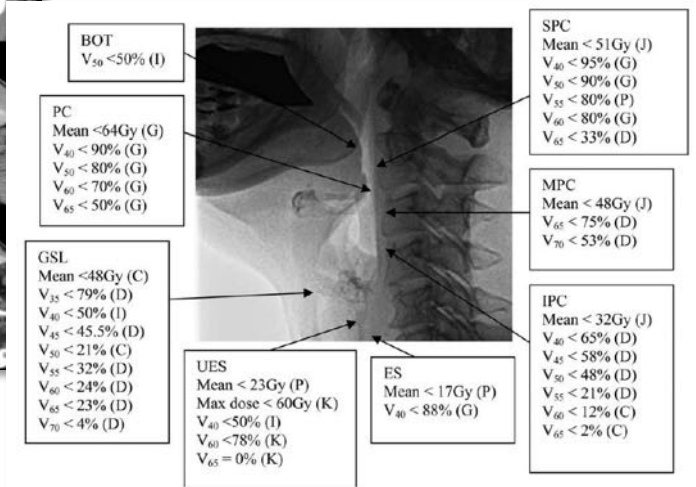 BOT
V₅₀ <50% (I)
PC
Mean <64Gy (G)
V₄₀ < 90% (G)
V₅₀ < 80% (G)
V₆₀ < 70% (G)
V₆₅ < 50% (G)
GSL
Mean <48Gy (C)
V₃₅ < 79% (D)
V₄₀ < 50% (I)
V₄₅ < 45.5% (D)
V₅₀ < 21% (C)
V₅₅ < 32% (D)
V₆₀ < 24% (D)
V₆₅ < 23% (D)
V₇₀ < 4% (D)
UES
Mean < 23Gy (P)
Max dose < 60Gy (K)
V₄₀ <50% (I)
V₆₀ <78% (K)
V₆₅ = 0% (K)
ES
Mean < 17Gy (P)
V₄₀ < 88% (G)
SPC
Mean < 51Gy (J)
V₄₀ < 95% (G)
V₅₀ < 90% (G)
V₅₅ < 80% (P)
V₆₀ < 80% (G)
V₆₅ < 33% (D)
MPC
Mean < 48Gy (J)
V₆₅ < 75% (D)
V₇₀ < 53% (D)
IPC
Mean < 32Gy (J)
V₄₀ < 65% (D)
V₄₅ < 58% (D)
V₅₀ < 48% (D)
V₅₅ < 21% (D)
V₆₀ < 12% (C)
V₆₅ < 2% (C)